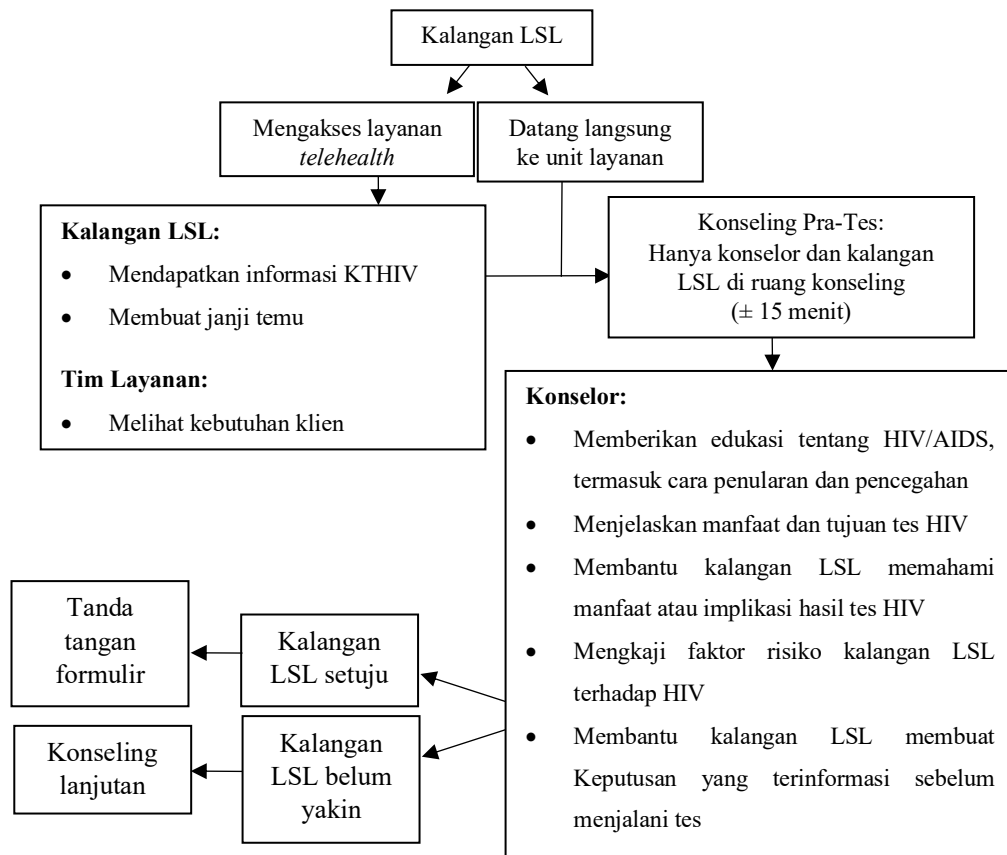 Kalangan LSL
Mengakses layanan
telehealth
Datang langsung
ke unit layanan
Kalangan LSL:
• Mendapatkan informasi KTHIV
• Membuat janji temu
Tim Layanan:
• Melihat kebutuhan klien
Konseling Pra-Tes:
Hanya konselor dan kalangan
LSL di ruang konseling
(± 15 menit)
Konselor:
• Memberikan edukasi tentang HIV/AIDS,
termasuk cara penularan dan pencegahan
• Menjelaskan manfaat dan tujuan tes HIV
• Membantu kalangan LSL memahami
manfaat atau implikasi hasil tes HIV
• Mengkaji faktor risiko kalangan LSL
terhadap HIV
• Membantu kalangan LSL membuat
Keputusan yang terinformasi sebelum
menjalani tes
Kalangan
LSL setuju
Tanda
tangan
formulir
Kalangan
LSL belum
yakin
Konseling
lanjutan